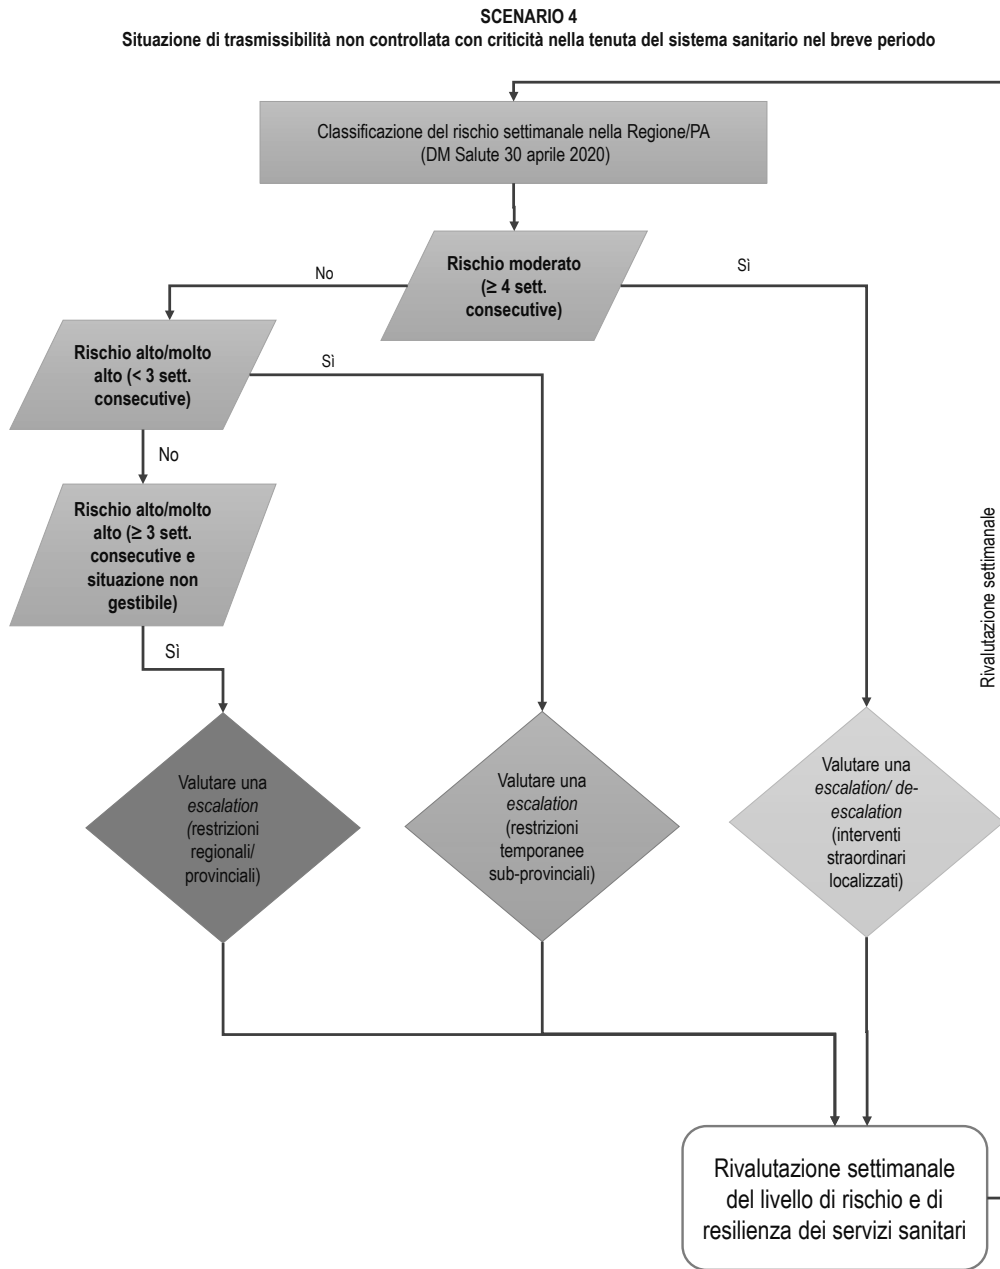 SCENARIO 4
Situazione di trasmissibilità non controllata con criticità nella tenuta del sistema sanitario nel breve periodo
Classificazione del rischio settimanale nella Regione/PA
(DM Salute 30 aprile 2020)
Rischio moderato
(≥ 4 sett.
consecutive)
No
Sì
Rischio alto/molto
alto (< 3 sett.
consecutive)
Sì
No
Rischio alto/molto
alto (≥ 3 sett.
consecutive e
situazione non
gestibile)
Sì
Rivalutazione settimanale
Valutare una
escalation
(restrizioni
regionali/
provinciali)
Valutare una
escalation
(restrizioni
temporanee
sub-provinciali)
Valutare una
escalation/ de-
escalation
(interventi
straordinari
localizzati)
Rivalutazione settimanale
del livello di rischio e di
resilienza dei servizi sanitari